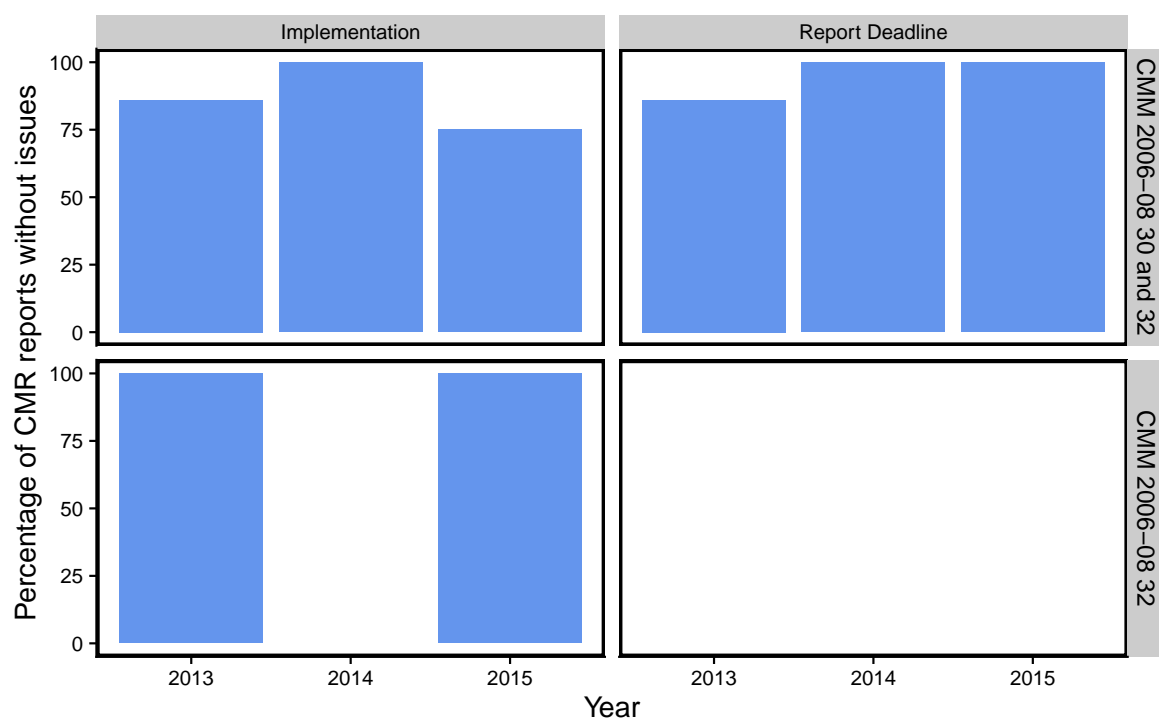 Implementation
Report Deadline
Percentage of CMR reports without issues
100
75
50
25
0
CMM 2006−08 30 and 32
100
75
50
25
0
CMM 2006−08 32
2013
2014
2015
2013
2014
2015
Year